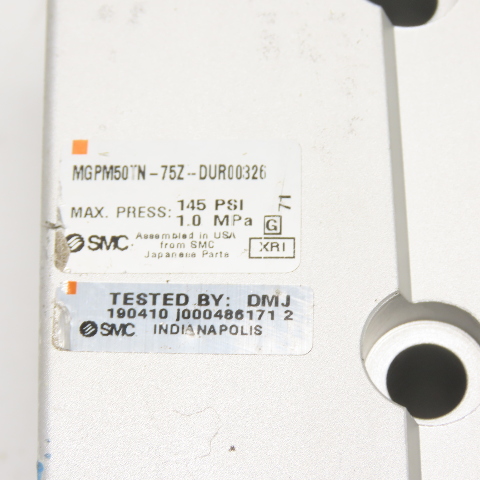 MGPM50TN-75Z-DUR00326
MAX. PRESS: 145 PSI
1.0 MPa
G
71
SMC
Assembled in USA
from SMC
Japanese Parts
XRI
TESTED BY: DMJ
190410 j000486171 2
SMC INDIANAPOLIS